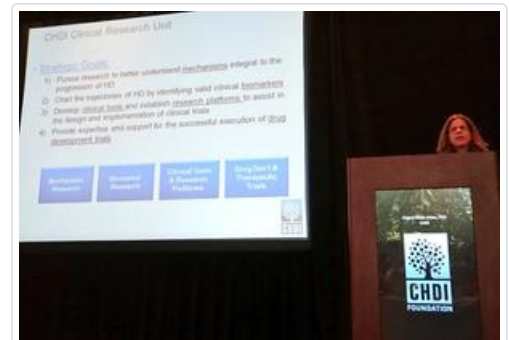 CHDI Clinical Research Unit
• Strategic Goals:
1) Pursue research to better understand mechanisms integral to the
progression of HD
2) Chart the trajectories of HD by identifying valid clinical biomarkers
3) Develop clinical tools and establish research platforms to assist in
the design and implementation of clinical trials
4) Provide expertise and support for the successful execution of drug
development trials
Biomarker
Research
Clinical Tools
& Research
Platforms
Drug Dev't &
Therapeutic
Trials
CHDI
CHDI
FOUNDATION